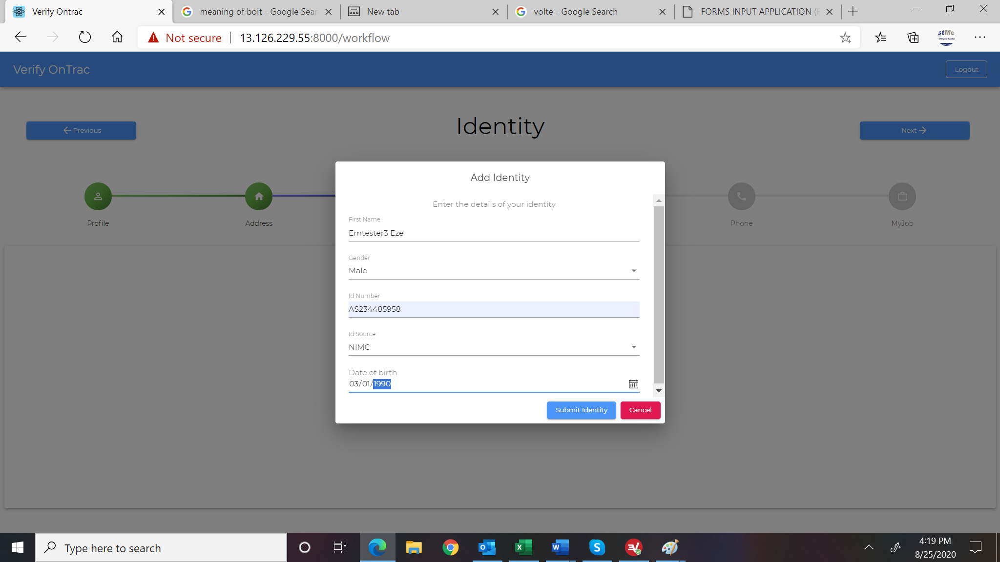 Verify Ontrac
meaning of boit - Google Sear
New tab
volte - Google Search
FORMS INPUT APPLICATION (F
Not secure
13.126.229.55:8000/workflow
stMe
Verify OnTrac
Logout
Previous
Identity
Next
Profile
Address
Phone
MyJob
Add Identity
Enter the details of your identity
First Name
Emtester3 Eze
Gender
Male
Id Number
AS234485958
Id Source
NIMC
Date of birth
03/01/1990
Submit Identity
Cancel
Type here to search
4:19 PM
8/25/2020